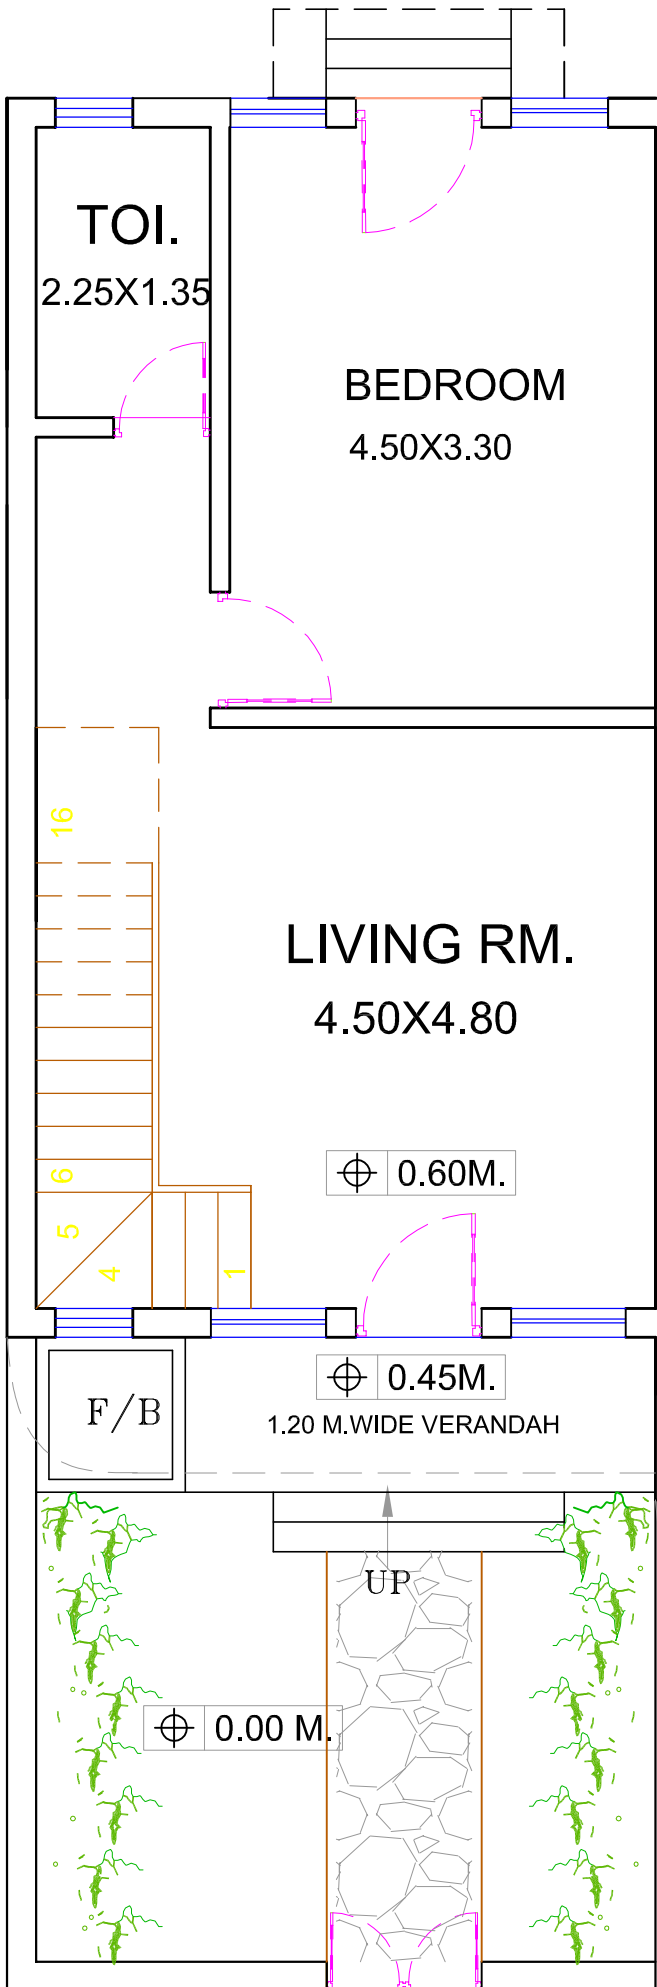 TOI.
2.25X1.35
BEDROOM
4.50X3.30
16
LIVING RM.
4.50X4.80
6
0.60M.
5
4
1
0.45M.
F/B
1.20 M.WIDE VERANDAH
UP
0.00 M.